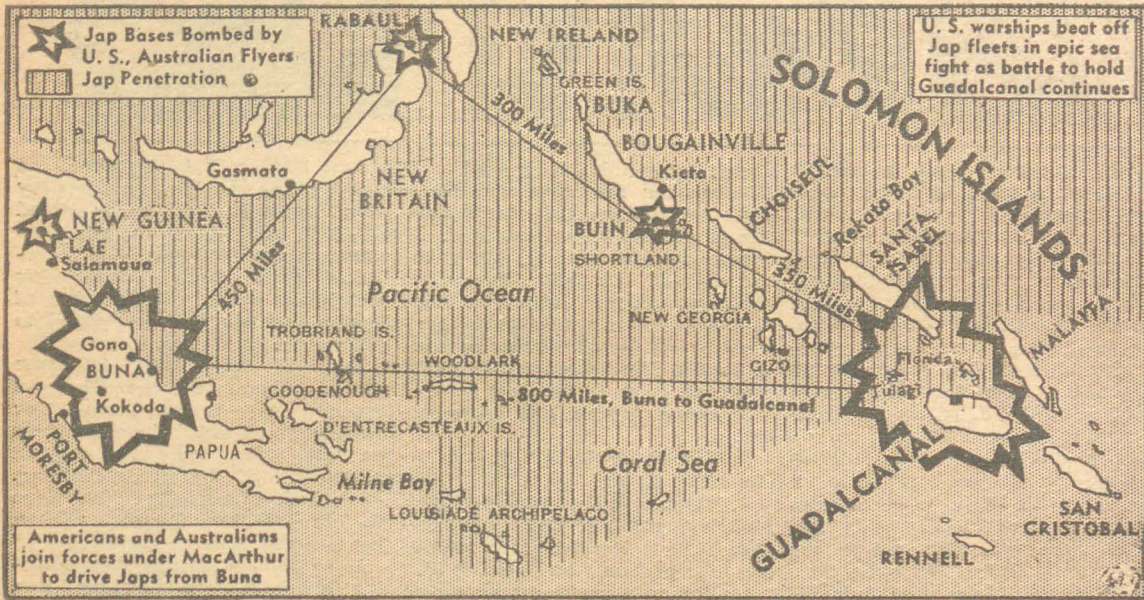 Jap Bases Bombed by
U. S., Australian Flyers
Jap Penetration
RABAUL
NEW IRELAND
GREEN IS.
BUKA
BOUGAINVILLE
Kieta
300 Miles
U. S. warships beat off
Jap fleets in epic sea
fight as battle to hold
Guadalcanal continues
SOLOMON ISLANDS
Gasmata
NEW
BRITAIN
NEW GUINEA
LAE
Salamaua
450 Miles
BUIN
SHORTLAND
CHOISEUL
Rekata Bay
SANTA
ISABEL
350 Miles
MALAITA
Pacific Ocean
NEW GEORGIA
GIZO
Florida
Tulagi
Gona
BUNA
Kokoda
TROBRIAND IS.
WOODLARK
GOODENOUGH
800 Miles, Buna to Guadalcanal
D'ENTRECASTEAUX IS.
PORT
MORESBY
PAPUA
Milne Bay
Coral Sea
LOUISIADE ARCHIPELAGO
GUADALCANAL
SAN
CRISTOBAL
RENNELL
Americans and Australians
join forces under MacArthur
to drive Japs from Buna